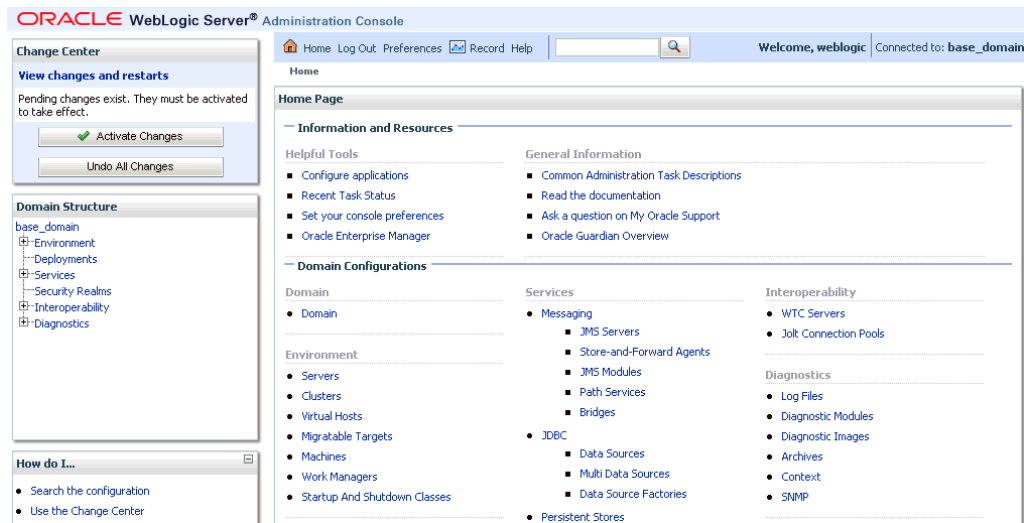 ORACLE WebLogic Server® Administration Console
Change Center
View changes and restarts
Pending changes exist. They must be activated
to take effect.
Activate Changes
Undo All Changes
Domain Structure
base_domain
Environment
Deployments
Services
Security Realms
Interoperability
Diagnostics
How do I...
Search the configuration
Use the Change Center
Home Log Out Preferences Record Help
Welcome, weblogic Connected to: base_domain
Home
Home Page
Information and Resources
Helpful Tools
Configure applications
Recent Task Status
Set your console preferences
Oracle Enterprise Manager
General Information
Common Administration Task Descriptions
Read the documentation
Ask a question on My Oracle Support
Oracle Guardian Overview
Domain Configurations
Domain
Domain
Environment
Servers
Clusters
Virtual Hosts
Migratable Targets
Machines
Work Managers
Startup And Shutdown Classes
Services
Messaging
JMS Servers
Store-and-Forward Agents
JMS Modules
Path Services
Bridges
JDBC
Data Sources
Multi Data Sources
Data Source Factories
Persistent Stores
Interoperability
WTC Servers
Jolt Connection Pools
Diagnostics
Log Files
Diagnostic Modules
Diagnostic Images
Archives
Context
SNMP